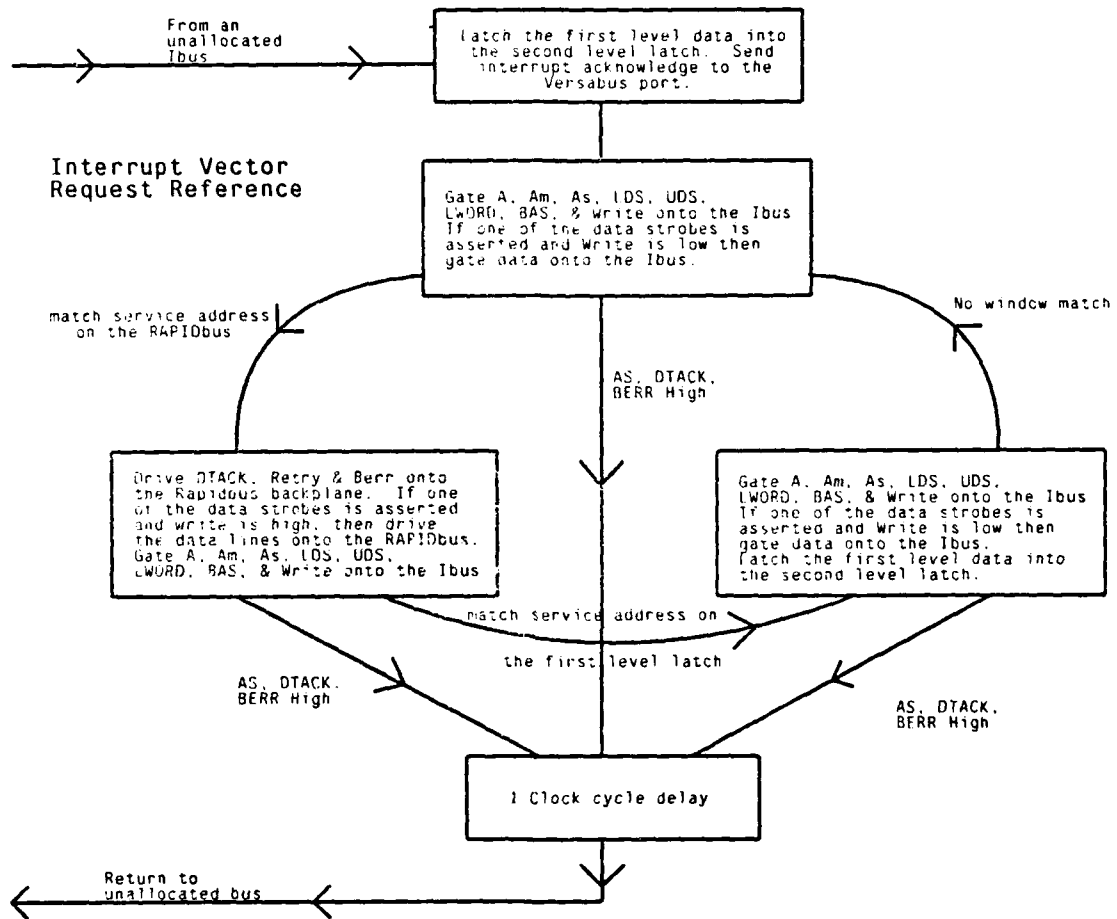 From an
unallocated
Ibus
Latch the first level data into
the second level latch. Send
interrupt acknowledge to the
Versabus port.
Interrupt Vector
Request Reference
Gate A, Am, As, LDS, UDS,
LWORD, BAS, & Write onto the Ibus
If one of the data strobes is
asserted and Write is low then
gate data onto the Ibus.
match service address
on the RAPIDbus
No window match
AS, DTACK,
BERR High
Drive DTACK, Retry & Berr onto
the Rapidbus backplane. If one
of the data strobes is asserted
and write is high, then drive
the data lines onto the RAPIDbus.
Gate A, Am, As, LDS, UDS,
LWORD, BAS, & Write onto the Ibus
Gate A, Am, As, LDS, UDS,
LWORD, BAS, & Write onto the Ibus
If one of the data strobes is
asserted and Write is low then
gate data onto the Ibus.
Latch the first level data into
the second level latch.
match service address on
the first level latch
AS, DTACK.
BERR High
AS, DTACK,
BERR High
1 Clock cycle delay
Return to
unallocated bus